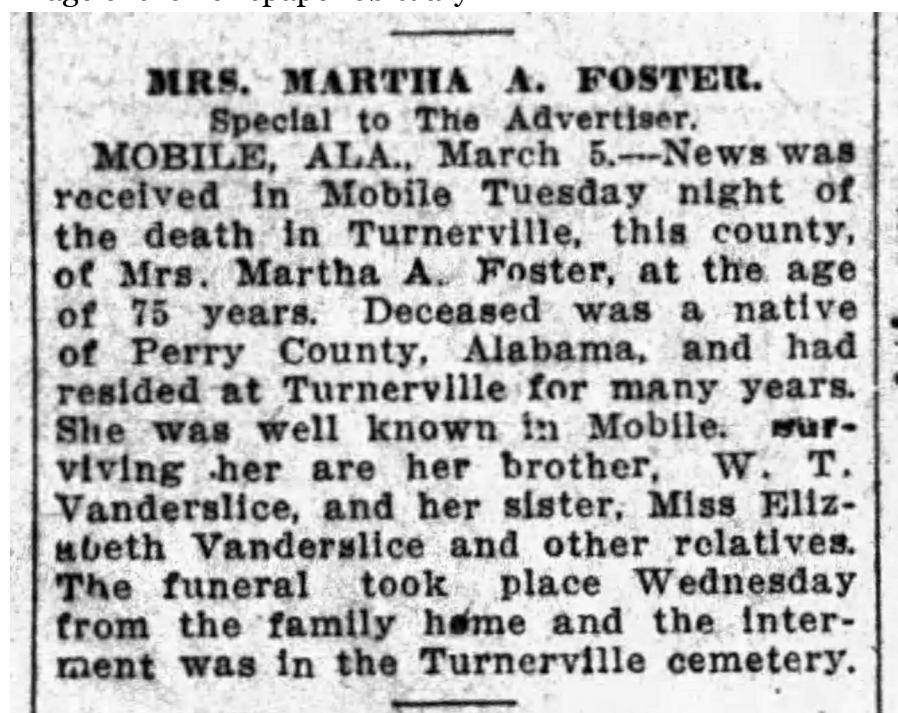 MRS. MARTHA A. FOSTER.
Special to The Advertiser.
MOBILE, ALA., March 5.—News was
received in Mobile Tuesday night of
the death in Turnerville, this county,
of Mrs. Martha A. Foster, at the age
of 75 years. Deceased was a native
of Perry County, Alabama, and had
resided at Turnerville for many years.
She was well known in Mobile. Sur-
viving her are her brother, W. T.
Vanderslice, and her sister, Miss Eliz-
abeth Vanderslice and other relatives.
The funeral took place Wednesday
from the family home and the inter-
ment was in the Turnerville cemetery.